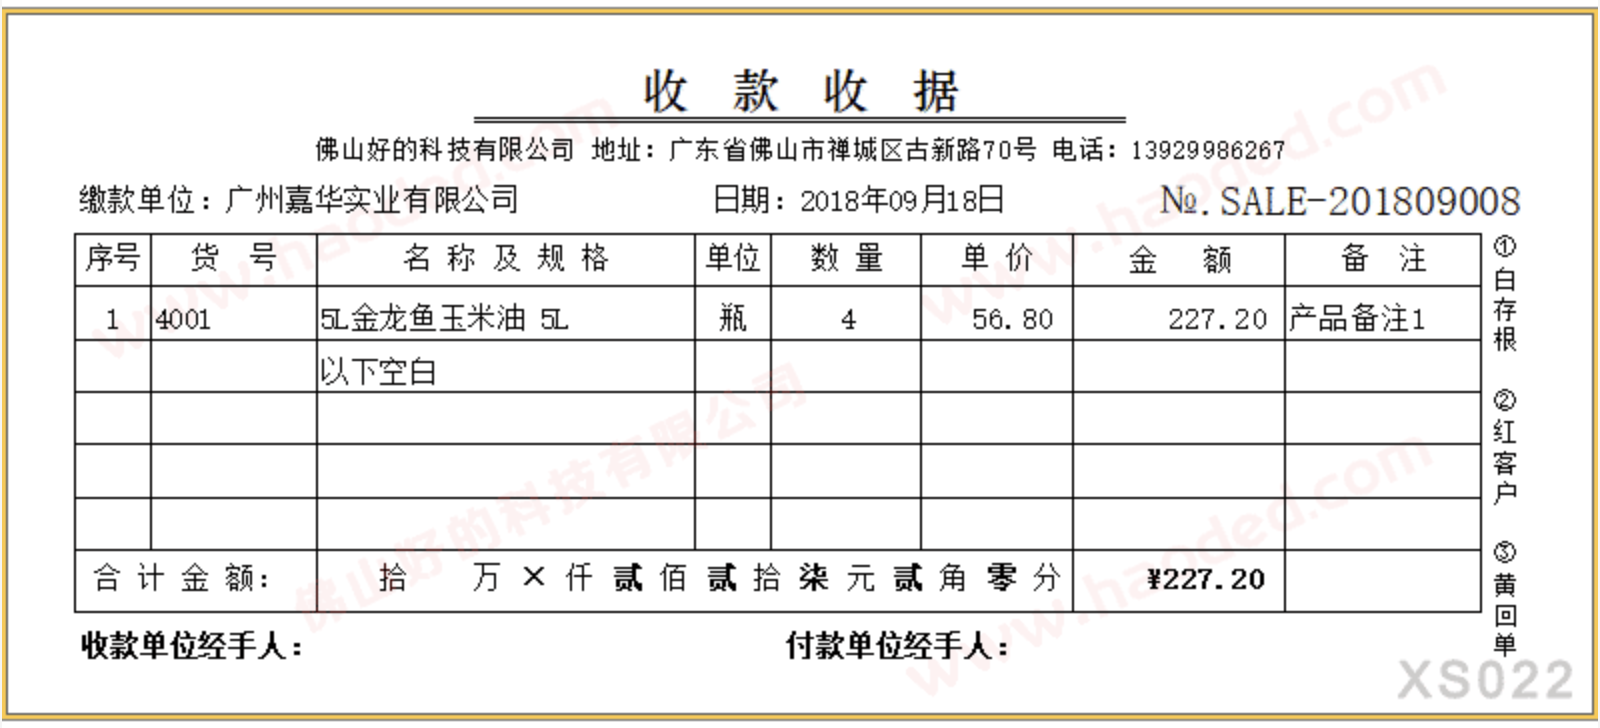 收款收据
佛山好的科技有限公司 地址：广东省佛山市禅城区古新路70号 电话：13929986267
缴款单位：广州嘉华实业有限公司 日期：2018年09月18日 №.SALE-201809008
序号 货号 名称及规格 单位 数量 单价 金额 备注
1 4001 5L金龙鱼玉米油 5L 瓶 4 56.80 227.20 产品备注1
以下空白
合计金额： 拾 万 × 仟 贰 佰 贰 拾 柒 元 贰 角 零 分 ¥227.20
收款单位经手人： 付款单位经手人：
①白存根 ②红客户 ③黄回单
XS022
www.haoded.com
www.haoded.com
佛山好的科技有限公司
www.haoded.com